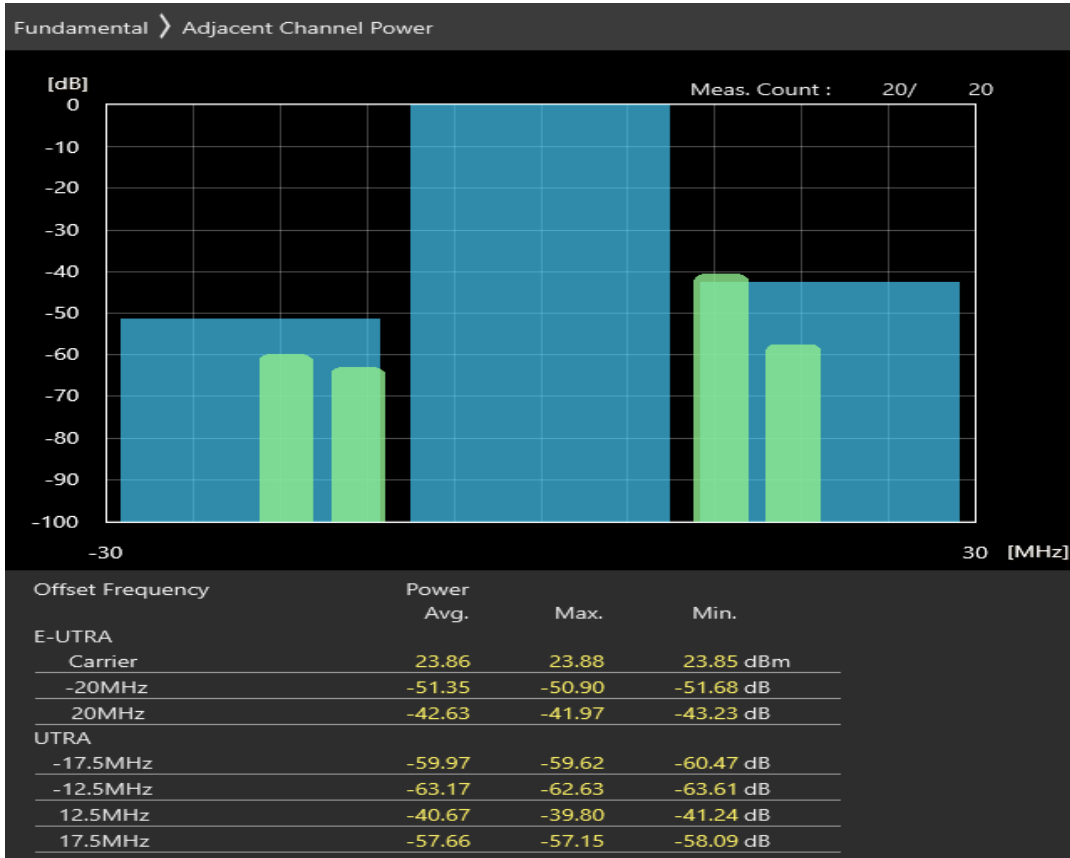 Fundamental 〉 Adjacent Channel Power
[dB]
Meas. Count : 20/ 20
0
-10
-20
-30
-40
-50
-60
-70
-80
-90
-100
-30 30 [MHz]
Offset Frequency Power
Avg. Max. Min.
E-UTRA
Carrier 23.86 23.88 23.85 dBm
-20MHz -51.35 -50.90 -51.68 dB
20MHz -42.63 -41.97 -43.23 dB
UTRA
-17.5MHz -59.97 -59.62 -60.47 dB
-12.5MHz -63.17 -62.63 -63.61 dB
12.5MHz -40.67 -39.80 -41.24 dB
17.5MHz -57.66 -57.15 -58.09 dB